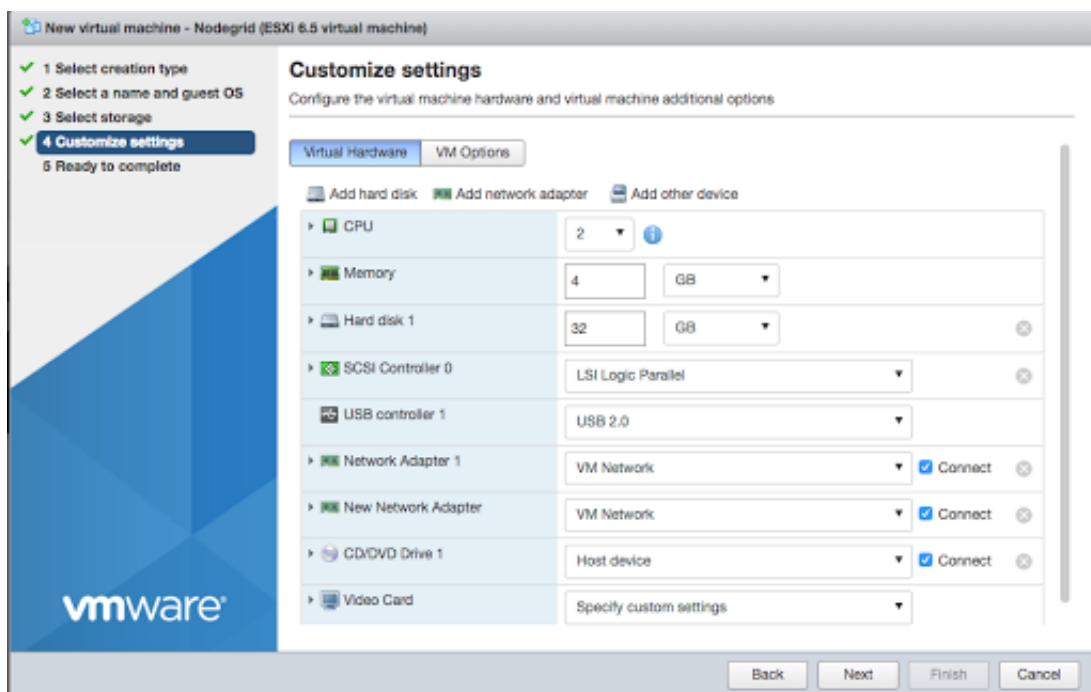 New virtual machine - Nodegrid (ESXi 6.5 virtual machine)
1 Select creation type
2 Select a name and guest OS
3 Select storage
4 Customize settings
5 Ready to complete
vmware®
Customize settings
Configure the virtual machine hardware and virtual machine additional options
Virtual Hardware VM Options
Add hard disk Add network adapter Add other device
CPU 2
Memory 4 GB
Hard disk 1 32 GB
SCSI Controller 0 LSI Logic Parallel
USB controller 1 USB 2.0
Network Adapter 1 VM Network Connect
New Network Adapter VM Network Connect
CD/DVD Drive 1 Host device Connect
Video Card Specify custom settings
Back Next Finish Cancel